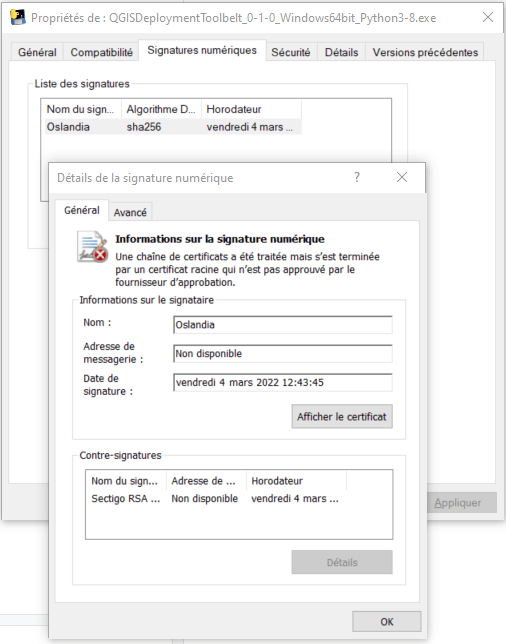 Propriétés de : QGISDeploymentToolbelt_0-1-0_Windows64bit_Python3-8.exe
Général Compatibilité Signatures numériques Sécurité Détails Versions précédentes
Liste des signatures
Nom du sign... Algorithme D... Horodateur
Oslandia sha256 vendredi 4 mars ...
Détails de la signature numérique
Général Avancé
Informations sur la signature numérique
Une chaîne de certificats a été traitée mais s'est terminée
par un certificat racine qui n'est pas approuvé par le
fournisseur d'approbation.
Informations sur le signataire
Nom : Oslandia
Adresse de
messagerie : Non disponible
Date de
signature : vendredi 4 mars 2022 12:43:45
Afficher le certificat
Contre-signatures
Nom du sign... Adresse de ... Horodateur
Sectigo RSA ... Non disponible vendredi 4 mars ...
Détails
Appliquer
OK